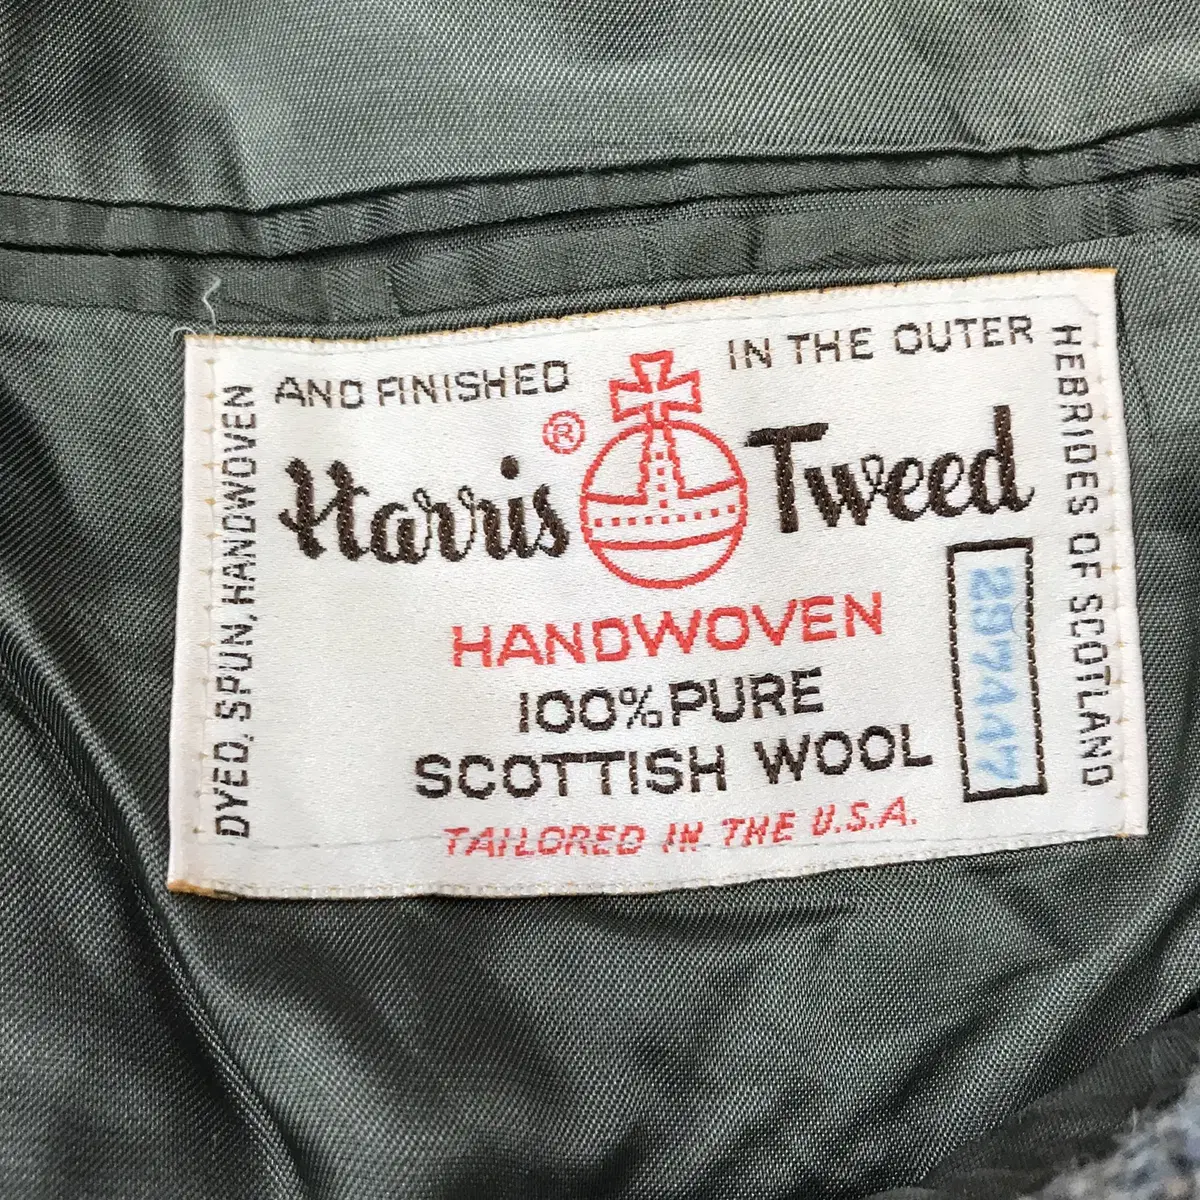 DYED, SPUN, HANDWOVEN
AND FINISHED
IN THE OUTER
HEBRIDES OF SCOTLAND
®
Harris Tweed
HANDWOVEN
100% PURE
SCOTTISH WOOL
TAILORED IN THE U.S.A.